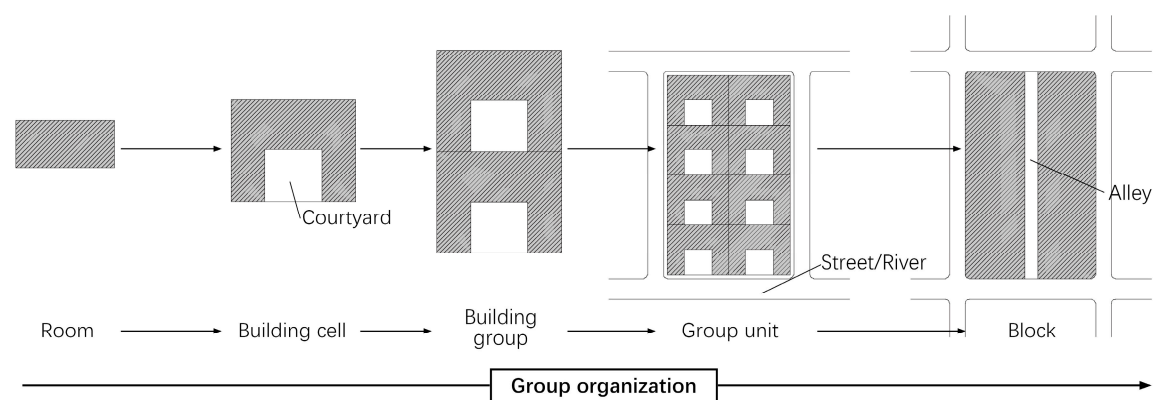 Courtyard
Street/River
Alley
Room
Building cell
Building
group
Group unit
Block
Group organization